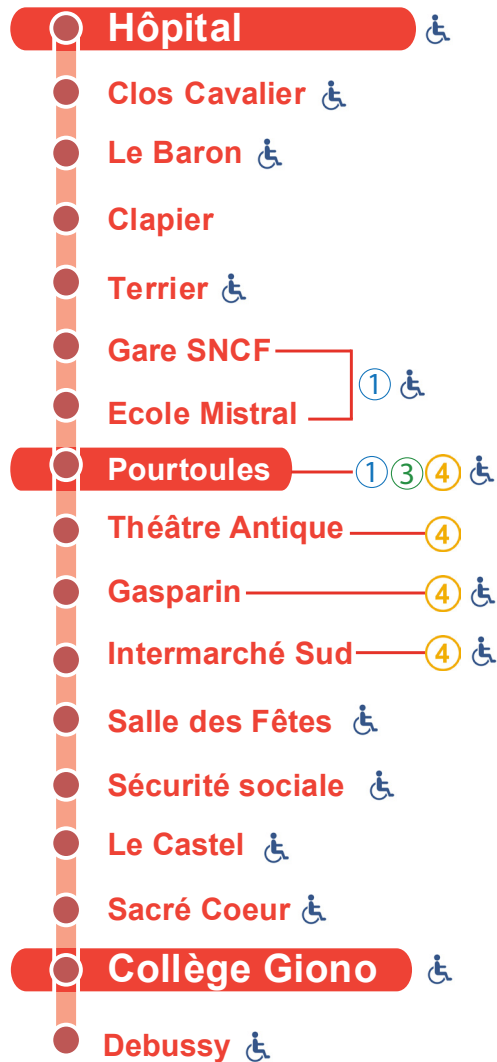 Hôpital
Clos Cavalier
Le Baron
Clapier
Terrier
Gare SNCF
1
Ecole Mistral
Pourtoules 1 3 4
Théâtre Antique 4
Gasparin 4
Intermarché Sud 4
Salle des Fêtes
Sécurité sociale
Le Castel
Sacré Coeur
Collège Giono
Debussy